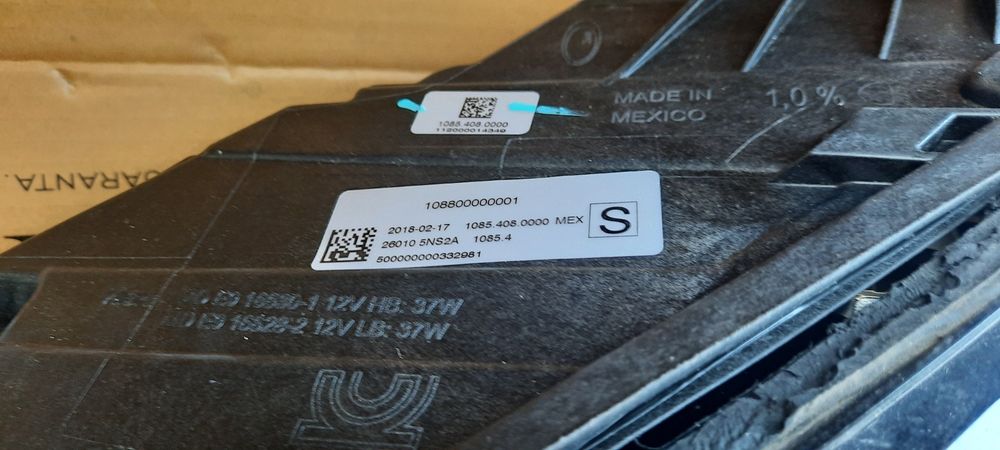 1085.408.0000
112000014349
MADE IN
MEXICO
1,0 %
GARANTA.
108800000001
2018-02-17 1085.408.0000 MEX
26010 5NS2A 1085.4
500000000332981
S
12V HB: 37W
12V LB: 37W